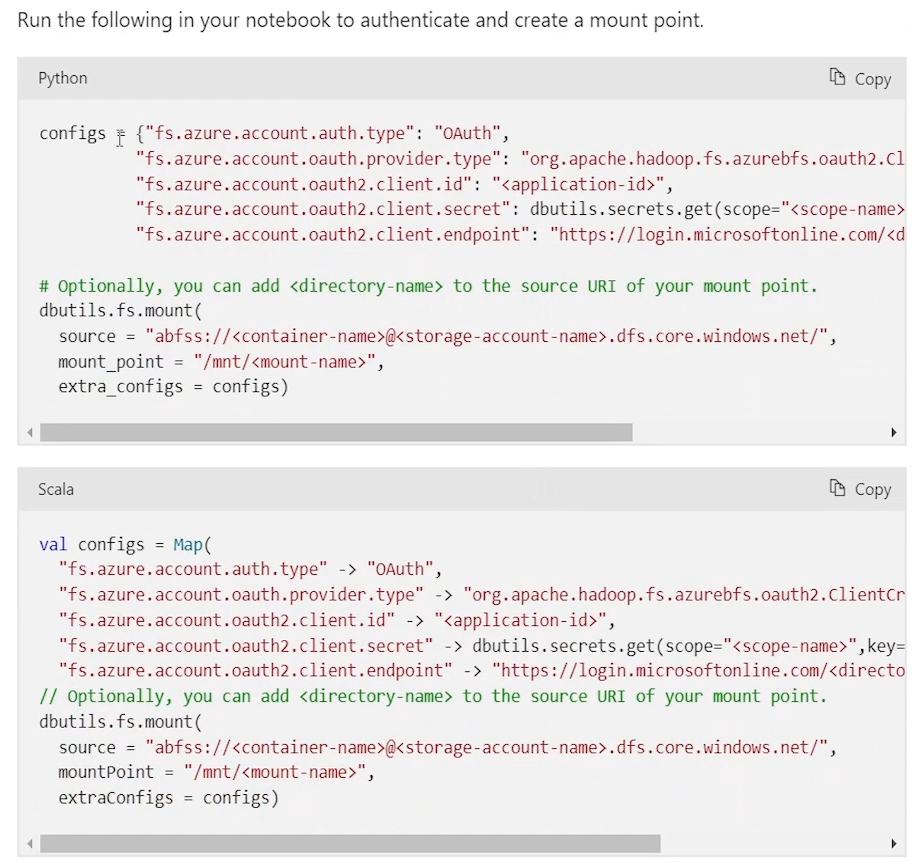 Run the following in your notebook to authenticate and create a mount point.
Python
Copy
configs = {"fs.azure.account.auth.type": "OAuth",
"fs.azure.account.oauth.provider.type": "org.apache.hadoop.fs.azurebfs.oauth2.Cl
"fs.azure.account.oauth2.client.id": "<application-id>",
"fs.azure.account.oauth2.client.secret": dbutils.secrets.get(scope="<scope-name>
"fs.azure.account.oauth2.client.endpoint": "https://login.microsoftonline.com/<d
# Optionally, you can add <directory-name> to the source URI of your mount point.
dbutils.fs.mount(
source = "abfss://<container-name>@<storage-account-name>.dfs.core.windows.net/",
mount_point = "/mnt/<mount-name>",
extra_configs = configs)
Scala
Copy
val configs = Map(
"fs.azure.account.auth.type" -> "OAuth",
"fs.azure.account.oauth.provider.type" -> "org.apache.hadoop.fs.azurebfs.oauth2.ClientCr
"fs.azure.account.oauth2.client.id" -> "<application-id>",
"fs.azure.account.oauth2.client.secret" -> dbutils.secrets.get(scope="<scope-name>",key=
"fs.azure.account.oauth2.client.endpoint" -> "https://login.microsoftonline.com/<directo
// Optionally, you can add <directory-name> to the source URI of your mount point.
dbutils.fs.mount(
source = "abfss://<container-name>@<storage-account-name>.dfs.core.windows.net/",
mountPoint = "/mnt/<mount-name>",
extraConfigs = configs)